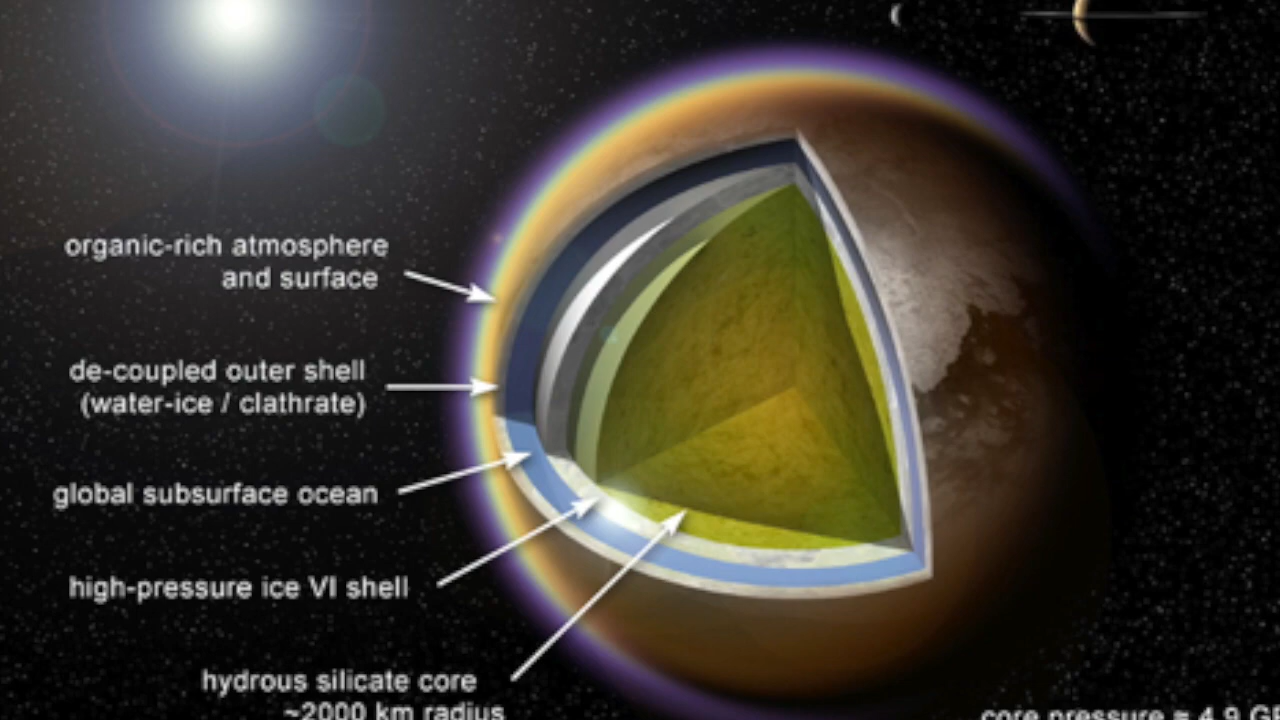 organic-rich atmosphere
and surface
de-coupled outer shell
(water-ice / clathrate)
global subsurface ocean
high-pressure ice VI shell
hydrous silicate core
~2000 km radius
core pressure = 4.9